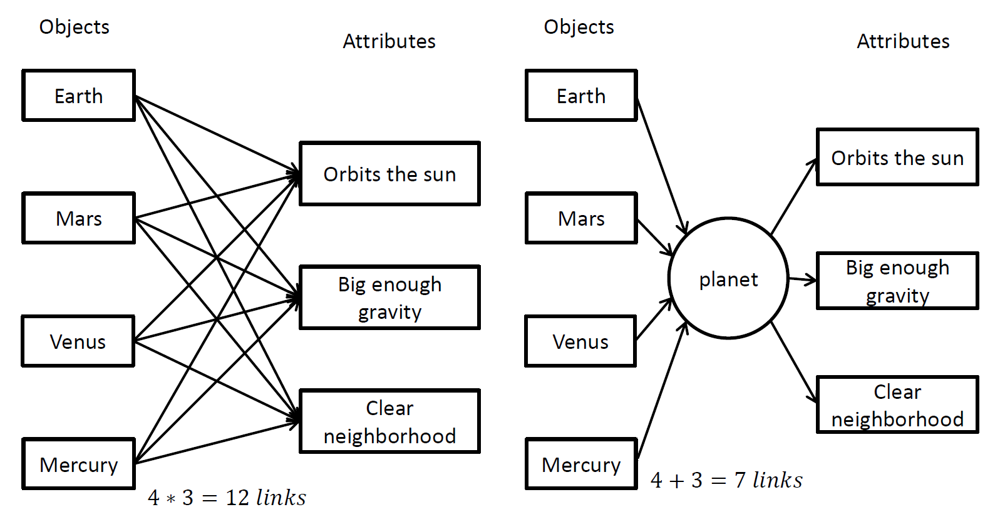 Objects
Attributes
Earth
Mars
Venus
Mercury
Orbits the sun
Big enough
gravity
Clear
neighborhood
4 * 3 = 12 links
Objects
Attributes
Earth
Mars
Venus
Mercury
planet
Orbits the sun
Big enough
gravity
Clear
neighborhood
4 + 3 = 7 links